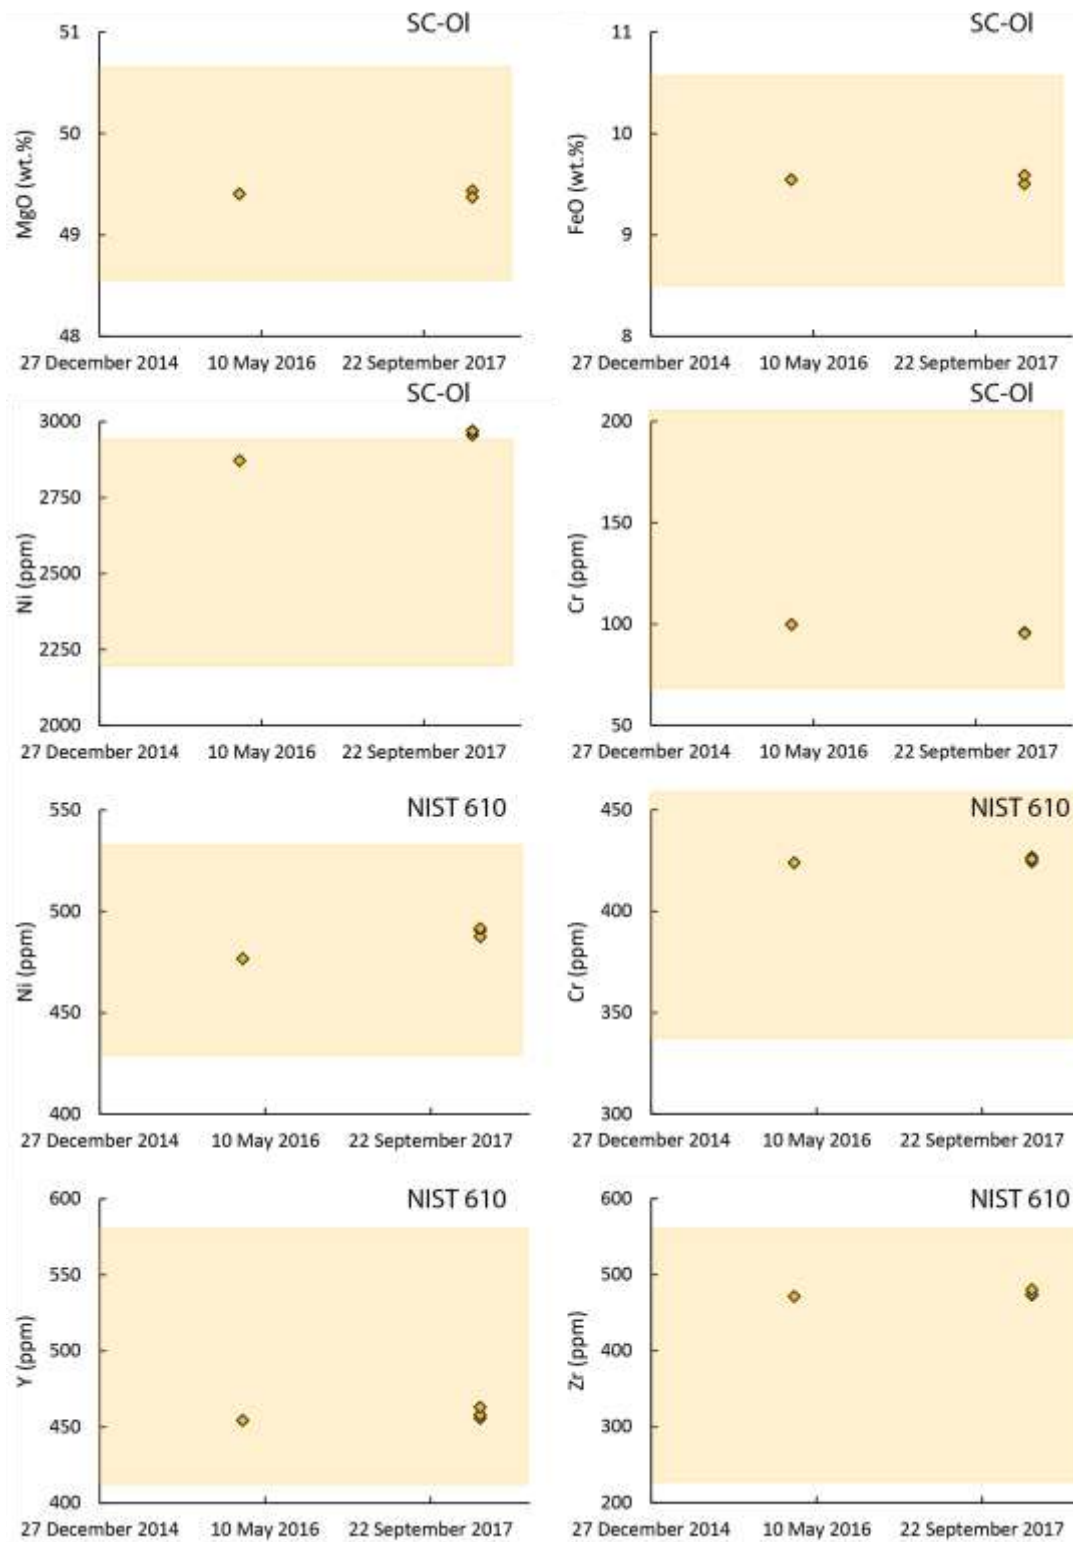 SC-Ol SC-Ol
51 11
50 10
49 9
48 8
MgO (wt.%) FeO (wt.%)
27 December 2014 10 May 2016 22 September 2017 27 December 2014 10 May 2016 22 September 2017
SC-Ol SC-Ol
3000 200
2750 150
2500 100
2250 50
2000
Ni (ppm) Cr (ppm)
27 December 2014 10 May 2016 22 September 2017 27 December 2014 10 May 2016 22 September 2017
NIST 610 NIST 610
550 450
500 400
450 350
400 300
Ni (ppm) Cr (ppm)
27 December 2014 10 May 2016 22 September 2017 27 December 2014 10 May 2016 22 September 2017
NIST 610 NIST 610
600 600
550 500
500 400
450 300
400 200
Y (ppm) Zr (ppm)
27 December 2014 10 May 2016 22 September 2017 27 December 2014 10 May 2016 22 September 2017